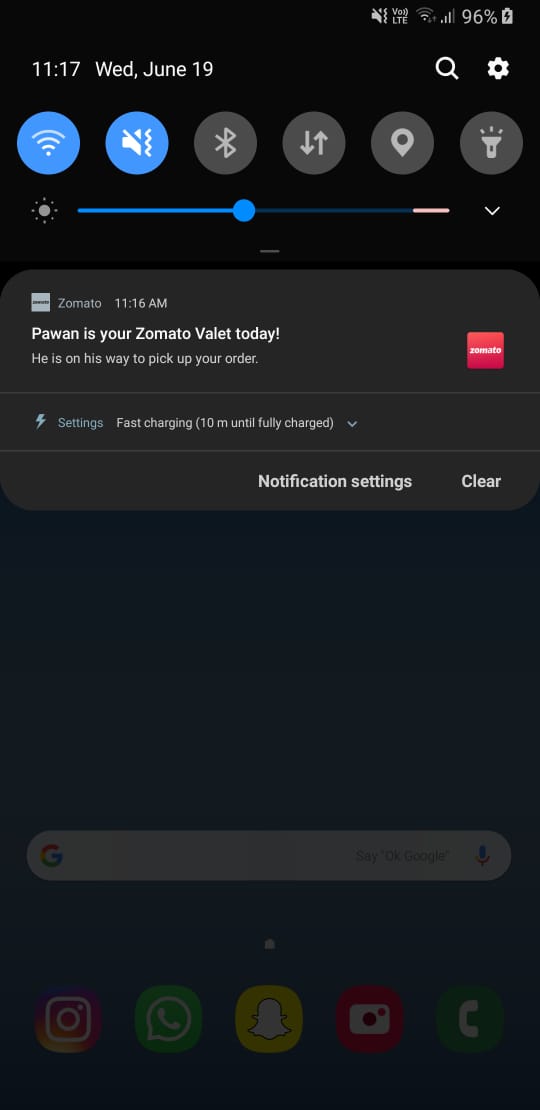 Vo)) LTE 96%
11:17 Wed, June 19
Zomato 11:16 AM
Pawan is your Zomato Valet today!
He is on his way to pick up your order.
zomato
Settings Fast charging (10 m until fully charged)
Notification settings Clear
Say "Ok Google"